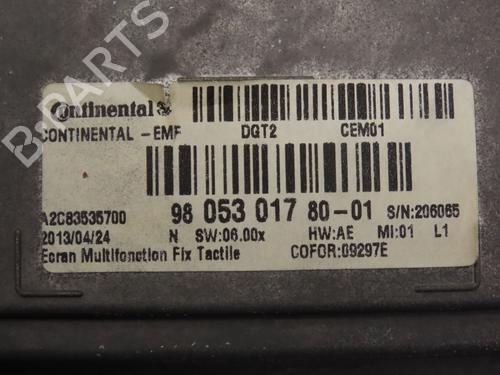 Continental
CONTINENTAL - EMF DGT2 CEM01
A2C83535700 98 053 017 80-01 S/N:206065
2013/04/24 N SW:06.00x HW:AE MI:01 L1
Ecran Multifonction Fix Tactile COFOR:09297E
B-PARTS